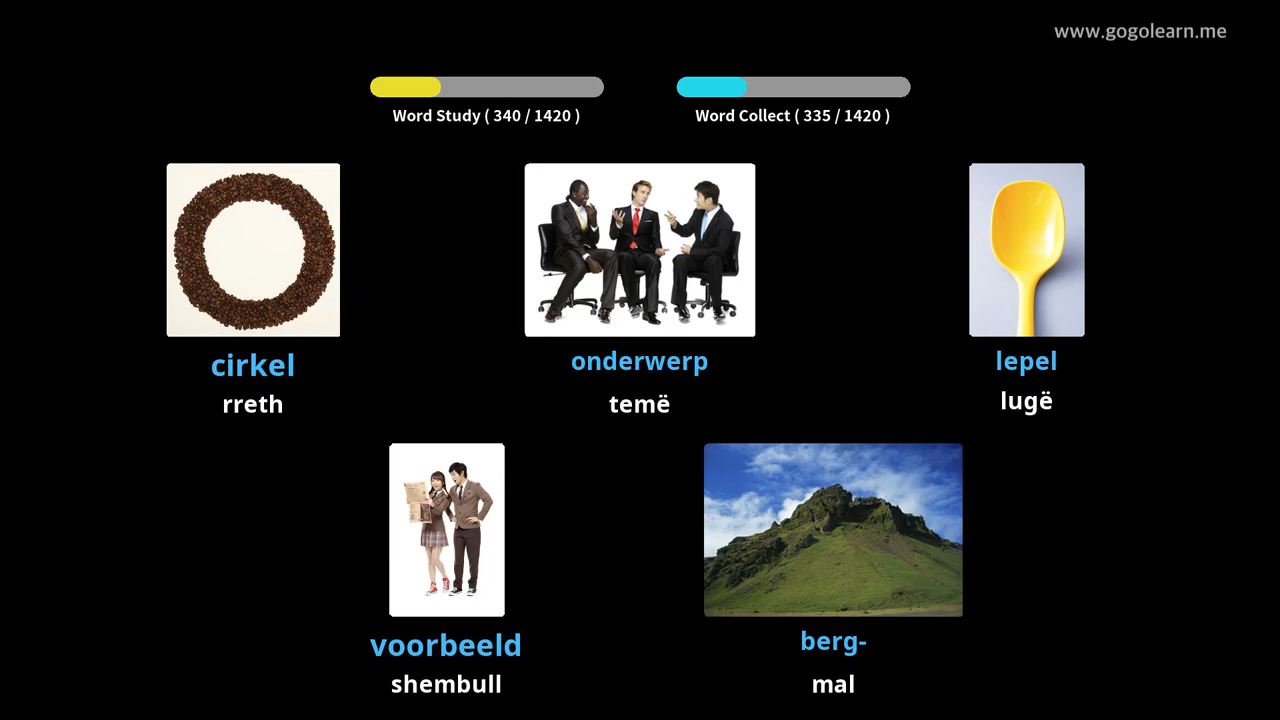 www.gogolearn.me
Word Study ( 340 / 1420 )
Word Collect ( 335 / 1420 )
cirkel
rreth
onderwerp
temë
lepel
lugë
voorbeeld
shembull
berg-
mal